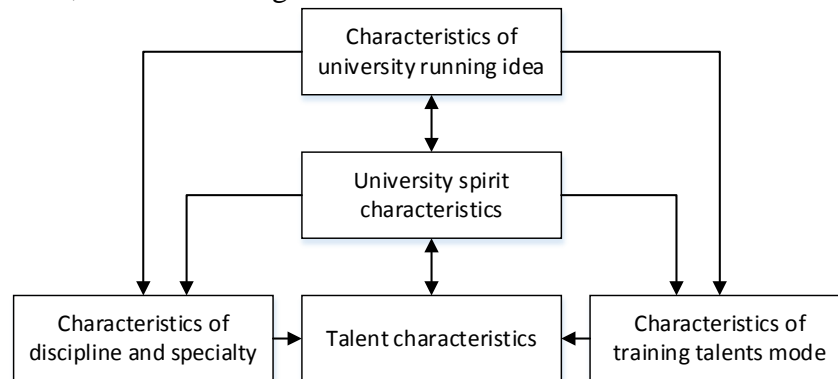 Characteristics of
university running idea
University spirit
characteristics
Characteristics of
discipline and specialty
Talent characteristics
Characteristics of
training talents mode